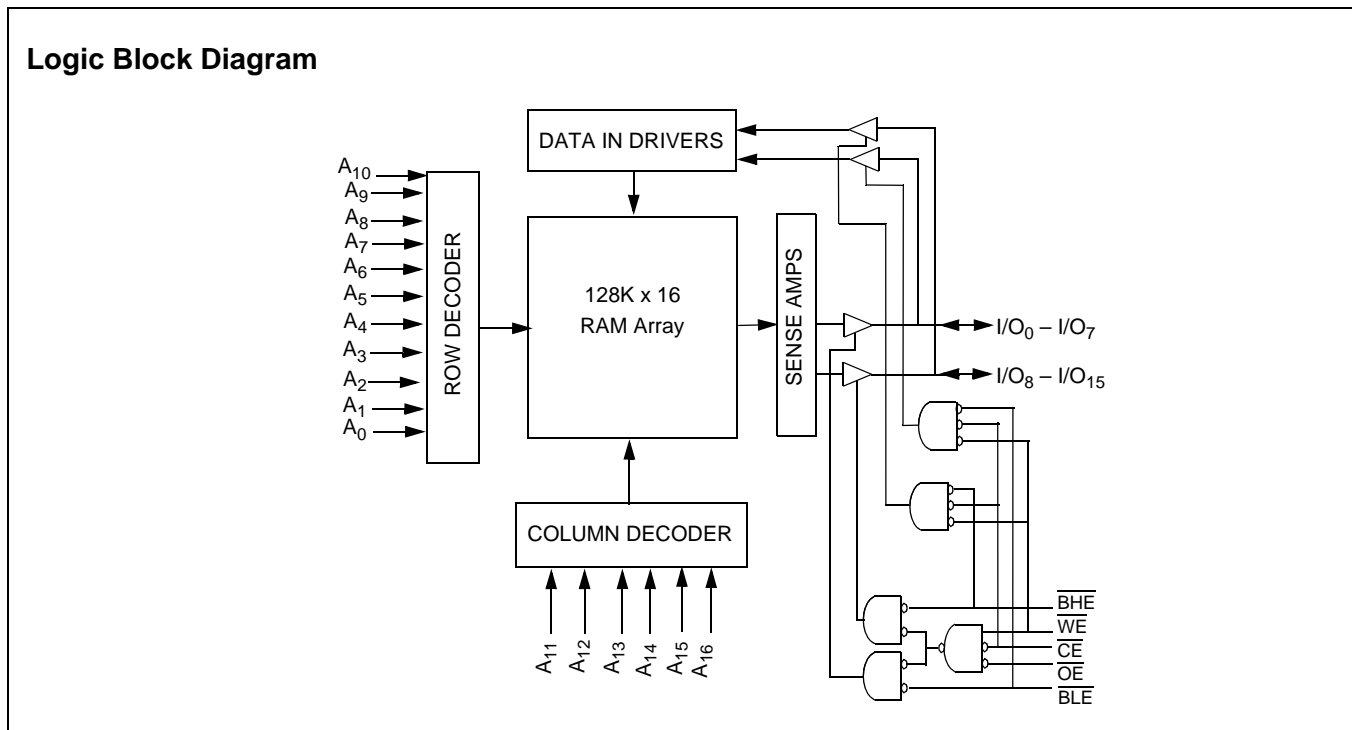 Logic Block Diagram
DATA IN DRIVERS
A10
A9
A8
A7
A6
A5
A4
A3
A2
A1
A0
ROW DECODER
128K x 16
RAM Array
SENSE AMPS
I/O0 – I/O7
I/O8 – I/O15
COLUMN DECODER
A11
A12
A13
A14
A15
A16
BHE
WE
CE
OE
BLE